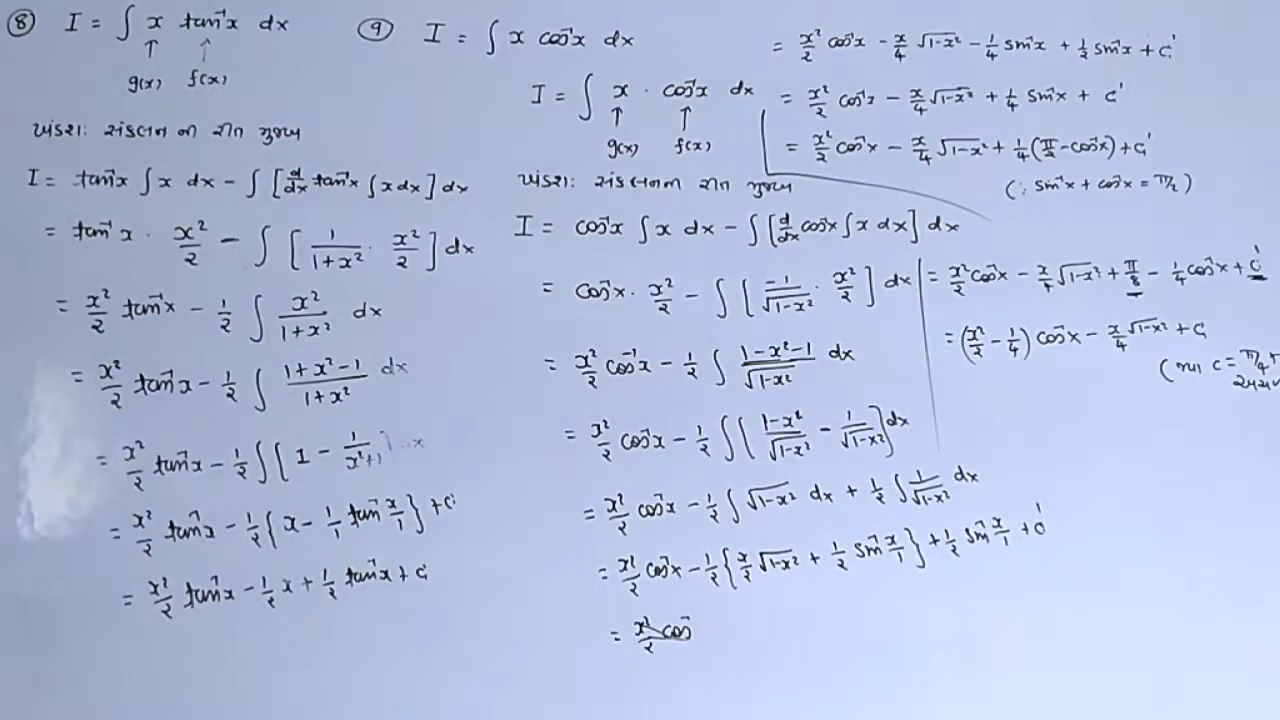 ⑧ I = ∫ x tan⁻¹x dx
↑ ↑
g(x) f(x)
ખંડશઃ સંકલન ની રીત મુજબ
I = tan⁻¹x ∫ x dx − ∫ [d/dx tan⁻¹x ∫ x dx] dx
= tan⁻¹x · x²/2 − ∫ [1/(1+x²) · x²/2] dx
= x²/2 tan⁻¹x − 1/2 ∫ x²/(1+x²) dx
= x²/2 tan⁻¹x − 1/2 ∫ (1+x²−1)/(1+x²) dx
= x²/2 tan⁻¹x − 1/2 ∫ [1 − 1/(x²+1)] dx
= x²/2 tan⁻¹x − 1/2 {x − 1/1 tan⁻¹ x/1} + c
= x²/2 tan⁻¹x − 1/2 x + 1/2 tan⁻¹x + c
⑨ I = ∫ x cos⁻¹x dx
I = ∫ x · cos⁻¹x dx
↑ ↑
g(x) f(x)
ખંડશઃ સંકલનની રીત મુજબ
I = cos⁻¹x ∫ x dx − ∫ [d/dx cos⁻¹x ∫ x dx] dx
= cos⁻¹x · x²/2 − ∫ [−1/√(1−x²) · x²/2] dx
= x²/2 cos⁻¹x − 1/2 ∫ (1−x²−1)/√(1−x²) dx
= x²/2 cos⁻¹x − 1/2 ∫ [(1−x²)/√(1−x²) − 1/√(1−x²)] dx
= x²/2 cos⁻¹x − 1/2 ∫ √(1−x²) dx + 1/2 ∫ 1/√(1−x²) dx
= x²/2 cos⁻¹x − 1/2 {x/2 √(1−x²) + 1/2 sin⁻¹ x/1} + 1/2 sin⁻¹ x/1 + c'
= x²/2 cos⁻¹
= x²/2 cos⁻¹x − x/4 √(1−x²) − 1/4 sin⁻¹x + 1/2 sin⁻¹x + c'
= x²/2 cos⁻¹x − x/4 √(1−x²) + 1/4 sin⁻¹x + c'
= x²/2 cos⁻¹x − x/4 √(1−x²) + 1/4 (π/2 − cos⁻¹x) + c'
(∵ sin⁻¹x + cos⁻¹x = π/2)
= x²/2 cos⁻¹x − x/4 √(1−x²) + π/8 − 1/4 cos⁻¹x + c'
= (x²/2 − 1/4) cos⁻¹x − x/4 √(1−x²) + c
( c = π/4 +